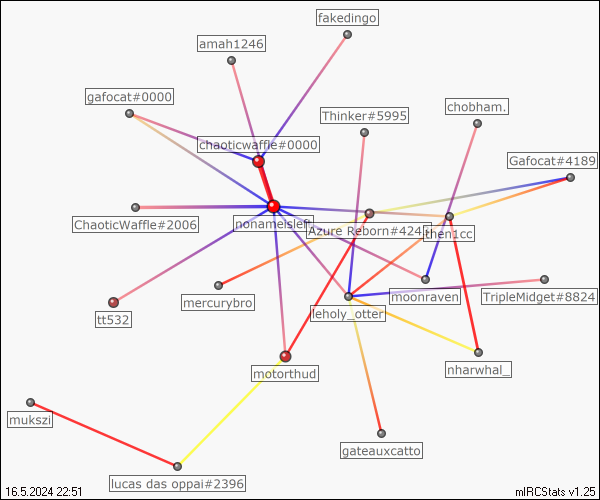 fakedingo
amah1246
gafocat#0000
chobham.
Thinker#5995
chaoticwaffle#0000
Gafocat#4189
ChaoticWaffle#2006
nonameisleft
Azure Reborn#424
then1cc
mercurybro
moonraven
TripleMidget#8824
leholy_otter
tt532
motorthud
nharwhal_
mukszi
gateauxcatto
lucas das oppai#2396
16.5.2024 22:51
mIRCStats v1.25